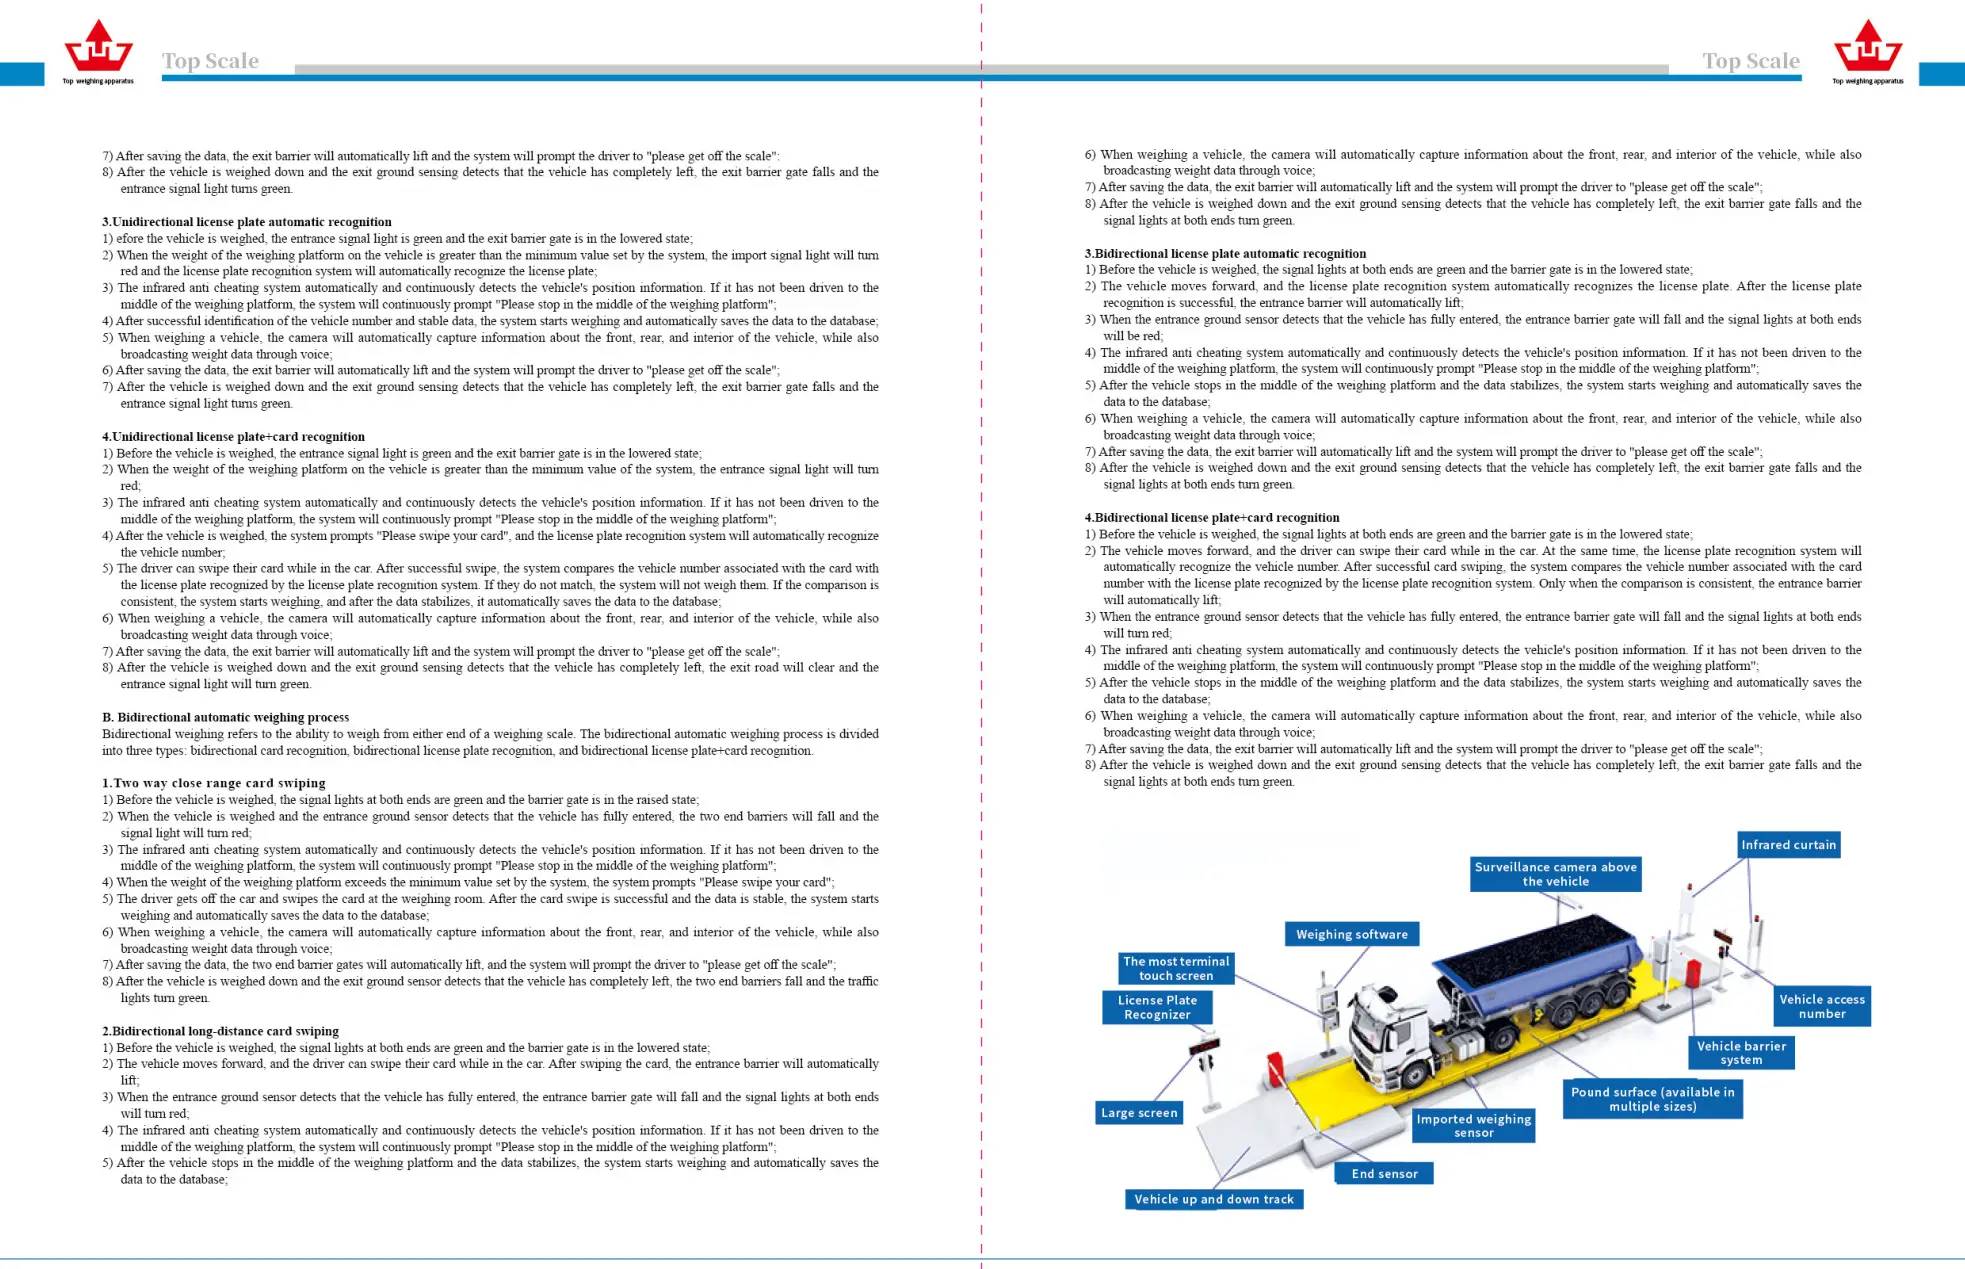 Top weighing apparatus
Top Scale
7) After saving the data, the exit barrier will automatically lift and the system will prompt the driver to "please get off the scale":
8) After the vehicle is weighed down and the exit ground sensing detects that the vehicle has completely left, the exit barrier gate falls and the
entrance signal light turns green.
3.Unidirectional license plate automatic recognition
1) efore the vehicle is weighed, the entrance signal light is green and the exit barrier gate is in the lowered state;
2) When the weight of the weighing platform on the vehicle is greater than the minimum value set by the system, the import signal light will turn
red and the license plate recognition system will automatically recognize the license plate;
3) The infrared anti cheating system automatically and continuously detects the vehicle's position information. If it has not been driven to the
middle of the weighing platform, the system will continuously prompt "Please stop in the middle of the weighing platform";
4) After successful identification of the vehicle number and stable data, the system starts weighing and automatically saves the data to the database;
5) When weighing a vehicle, the camera will automatically capture information about the front, rear, and interior of the vehicle, while also
broadcasting weight data through voice;
6) After saving the data, the exit barrier will automatically lift and the system will prompt the driver to "please get off the scale";
7) After the vehicle is weighed down and the exit ground sensing detects that the vehicle has completely left, the exit barrier gate falls and the
entrance signal light turns green.
4.Unidirectional license plate+card recognition
1) Before the vehicle is weighed, the entrance signal light is green and the exit barrier gate is in the lowered state;
2) When the weight of the weighing platform on the vehicle is greater than the minimum value of the system, the entrance signal light will turn
red;
3) The infrared anti cheating system automatically and continuously detects the vehicle's position information. If it has not been driven to the
middle of the weighing platform, the system will continuously prompt "Please stop in the middle of the weighing platform";
4) After the vehicle is weighed, the system prompts "Please swipe your card", and the license plate recognition system will automatically recognize
the vehicle number;
5) The driver can swipe their card while in the car. After successful swipe, the system compares the vehicle number associated with the card with
the license plate recognized by the license plate recognition system. If they do not match, the system will not weigh them. If the comparison is
consistent, the system starts weighing, and after the data stabilizes, it automatically saves the data to the database;
6) When weighing a vehicle, the camera will automatically capture information about the front, rear, and interior of the vehicle, while also
broadcasting weight data through voice;
7) After saving the data, the exit barrier will automatically lift and the system will prompt the driver to "please get off the scale";
8) After the vehicle is weighed down and the exit ground sensing detects that the vehicle has completely left, the exit road will clear and the
entrance signal light will turn green.
B. Bidirectional automatic weighing process
Bidirectional weighing refers to the ability to weigh from either end of a weighing scale. The bidirectional automatic weighing process is divided
into three types: bidirectional card recognition, bidirectional license plate recognition, and bidirectional license plate+card recognition.
1.Two way close range card swiping
1) Before the vehicle is weighed, the signal lights at both ends are green and the barrier gate is in the raised state;
2) When the vehicle is weighed and the entrance ground sensor detects that the vehicle has fully entered, the two end barriers will fall and the
signal light will turn red;
3) The infrared anti cheating system automatically and continuously detects the vehicle's position information. If it has not been driven to the
middle of the weighing platform, the system will continuously prompt "Please stop in the middle of the weighing platform";
4) When the weight of the weighing platform exceeds the minimum value set by the system, the system prompts "Please swipe your card";
5) The driver gets off the car and swipes the card at the weighing room. After the card swipe is successful and the data is stable, the system starts
weighing and automatically saves the data to the database;
6) When weighing a vehicle, the camera will automatically capture information about the front, rear, and interior of the vehicle, while also
broadcasting weight data through voice;
7) After saving the data, the two end barrier gates will automatically lift, and the system will prompt the driver to "please get off the scale";
8) After the vehicle is weighed down and the exit ground sensor detects that the vehicle has completely left, the two end barriers fall and the traffic
lights turn green.
2.Bidirectional long-distance card swiping
1) Before the vehicle is weighed, the signal lights at both ends are green and the barrier gate is in the lowered state;
2) The vehicle moves forward, and the driver can swipe their card while in the car. After swiping the card, the entrance barrier will automatically
lift;
3) When the entrance ground sensor detects that the vehicle has fully entered, the entrance barrier gate will fall and the signal lights at both ends
will turn red;
4) The infrared anti cheating system automatically and continuously detects the vehicle's position information. If it has not been driven to the
middle of the weighing platform, the system will continuously prompt "Please stop in the middle of the weighing platform";
5) After the vehicle stops in the middle of the weighing platform and the data stabilizes, the system starts weighing and automatically saves the
data to the database;
Top Scale
Top weighing apparatus
6) When weighing a vehicle, the camera will automatically capture information about the front, rear, and interior of the vehicle, while also
broadcasting weight data through voice;
7) After saving the data, the exit barrier will automatically lift and the system will prompt the driver to "please get off the scale";
8) After the vehicle is weighed down and the exit ground sensing detects that the vehicle has completely left, the exit barrier gate falls and the
signal lights at both ends turn green.
3.Bidirectional license plate automatic recognition
1) Before the vehicle is weighed, the signal lights at both ends are green and the barrier gate is in the lowered state;
2) The vehicle moves forward, and the license plate recognition system automatically recognizes the license plate. After the license plate
recognition is successful, the entrance barrier will automatically lift;
3) When the entrance ground sensor detects that the vehicle has fully entered, the entrance barrier gate will fall and the signal lights at both ends
will be red;
4) The infrared anti cheating system automatically and continuously detects the vehicle's position information. If it has not been driven to the
middle of the weighing platform, the system will continuously prompt "Please stop in the middle of the weighing platform";
5) After the vehicle stops in the middle of the weighing platform and the data stabilizes, the system starts weighing and automatically saves the
data to the database;
6) When weighing a vehicle, the camera will automatically capture information about the front, rear, and interior of the vehicle, while also
broadcasting weight data through voice;
7) After saving the data, the exit barrier will automatically lift and the system will prompt the driver to "please get off the scale";
8) After the vehicle is weighed down and the exit ground sensing detects that the vehicle has completely left, the exit barrier gate falls and the
signal lights at both ends turn green.
4.Bidirectional license plate+card recognition
1) Before the vehicle is weighed, the signal lights at both ends are green and the barrier gate is in the lowered state;
2) The vehicle moves forward, and the driver can swipe their card while in the car. At the same time, the license plate recognition system will
automatically recognize the vehicle number. After successful card swiping, the system compares the vehicle number associated with the card
number with the license plate recognized by the license plate recognition system. Only when the comparison is consistent, the entrance barrier
will automatically lift;
3) When the entrance ground sensor detects that the vehicle has fully entered, the entrance barrier gate will fall and the signal lights at both ends
will turn red;
4) The infrared anti cheating system automatically and continuously detects the vehicle's position information. If it has not been driven to the
middle of the weighing platform, the system will continuously prompt "Please stop in the middle of the weighing platform";
5) After the vehicle stops in the middle of the weighing platform and the data stabilizes, the system starts weighing and automatically saves the
data to the database;
6) When weighing a vehicle, the camera will automatically capture information about the front, rear, and interior of the vehicle, while also
broadcasting weight data through voice;
7) After saving the data, the exit barrier will automatically lift and the system will prompt the driver to "please get off the scale";
8) After the vehicle is weighed down and the exit ground sensing detects that the vehicle has completely left, the exit barrier gate falls and the
signal lights at both ends turn green.
Infrared curtain
Surveillance camera above
the vehicle
Weighing software
The most terminal
touch screen
License Plate
Recognizer
Vehicle access
number
Vehicle barrier
system
Pound surface (available in
multiple sizes)
Large screen
Imported weighing
sensor
End sensor
Vehicle up and down track